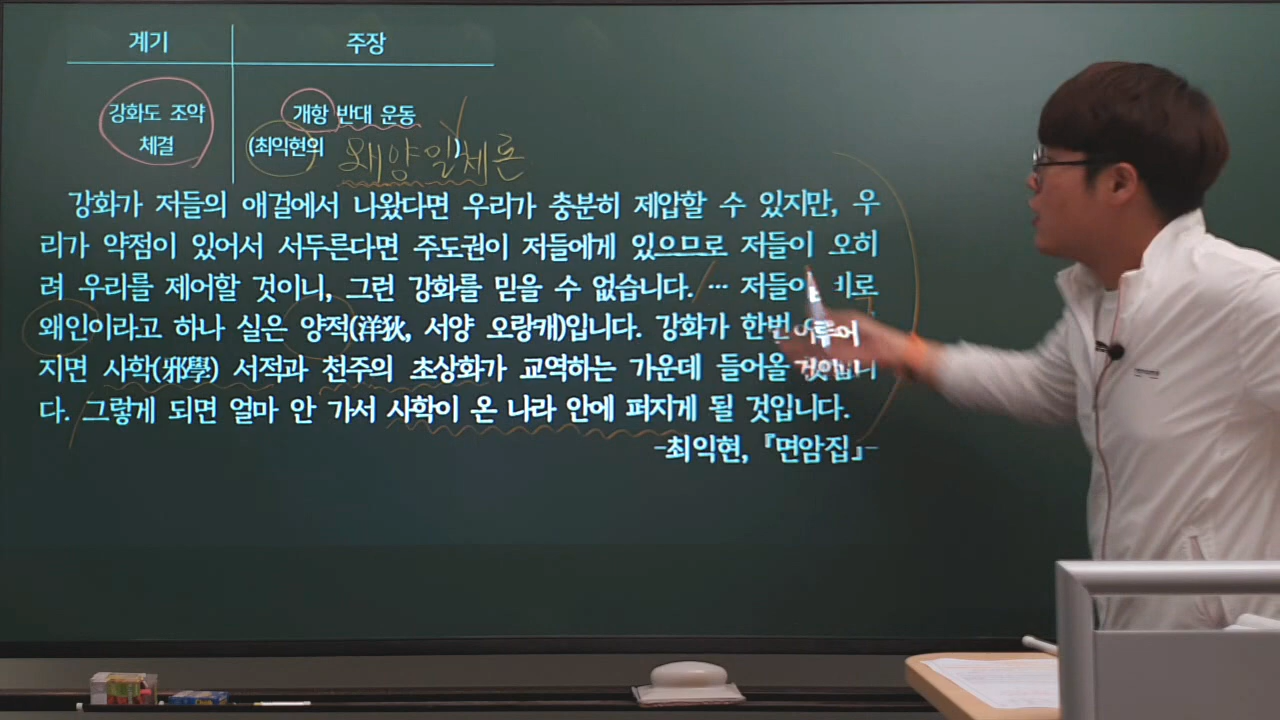 계기 주장
강화도 조약 개항 반대 운동
체결 (최익현의 왜양일체론)
강화가 저들의 애걸에서 나왔다면 우리가 충분히 제압할 수 있지만, 우
리가 약점이 있어서 서두른다면 주도권이 저들에게 있으므로 저들이 오히
려 우리를 제어할 것이니, 그런 강화를 믿을 수 없습니다. … 저들이 비로
왜인이라고 하나 실은 양적(洋狄, 서양 오랑캐)입니다. 강화가 한번 이루어
지면 사학(邪學) 서적과 천주의 초상화가 교역하는 가운데 들어올 것입니
다. 그렇게 되면 얼마 안 가서 사학이 온 나라 안에 퍼지게 될 것입니다.
-최익현, 『면암집』-